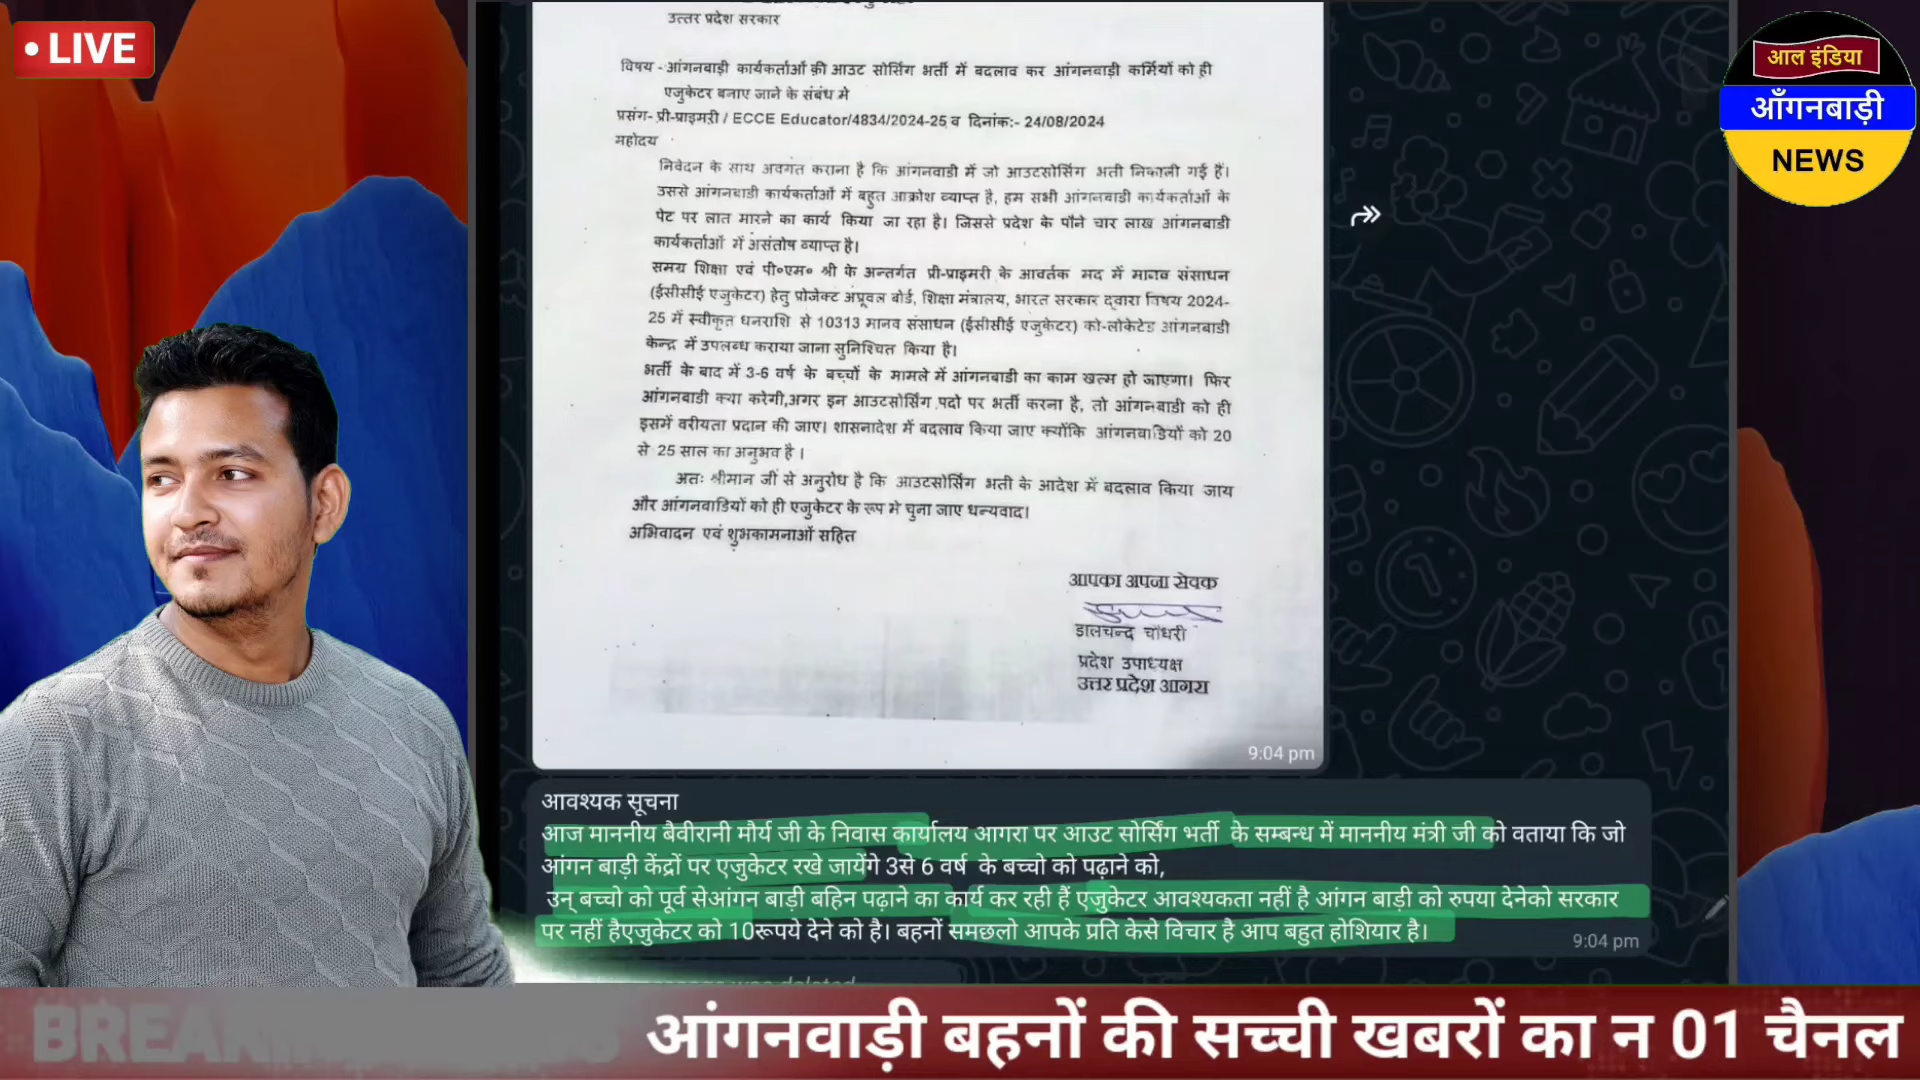 • LIVE
आल इंडिया
आँगनबाड़ी
NEWS
उत्तर प्रदेश सरकार
विषय - आंगनबाड़ी कार्यकर्ताओं की आउट सोर्सिंग भर्ती में बदलाव कर आंगनबाडी कर्मियों को ही
एजुकेटर बनाए जाने के संबंध मे
प्रसंग- प्री-प्राइमरी / ECCE Educator/4834/2024-25 व दिनांक:- 24/08/2024
महोदय
निवेदन के साथ अवगत कराना है कि आंगनवाडी में जो आउटसोर्सिंग भती निकाली गई हैं।
उससे आंगनबाडी कार्यकर्ताओं में बहुत आक्रोश व्याप्त है, हम सभी आंगनवाडी कार्यकर्ताओं के
पेट पर लात मारने का कार्य किया जा रहा है। जिससे प्रदेश के पौने चार लाख आंगनबाडी
कार्यकर्ताओं में असंतोष व्याप्त है।
समग्र शिक्षा एवं पी०एम० श्री के अन्तर्गत प्री-प्राइमरी के आवर्तक मद में मानव संसाधन
(ईसीसीई एजुकेटर) हेतु प्रोजेक्ट अप्रूवल बोर्ड, शिक्षा मंत्रालय, भारत सरकार द्वारा विषय 2024-
25 में स्वीकृत धनराशि से 10313 मानव संसाधन (ईसीसीई एजुकेटर) को-लोकेटेड आंगनबाडी
केन्द्र में उपलब्ध कराया जाना सुनिश्चित किया है।
भर्ती के बाद में 3-6 वर्ष के बच्चों के मामले में आंगनबाडी का काम खत्म हो जाएगा। फिर
आंगनबाडी क्या करेगी,अगर इन आउटसोर्सिंग पदो पर भर्ती करना है, तो आंगनबाडी को ही
इसमें वरीयता प्रदान की जाए। शासनादेश में बदलाव किया जाए क्योंकि आंगनवाडियों को 20
से 25 साल का अनुभव है ।
अतः श्रीमान जी से अनुरोध है कि आउटसोर्सिंग भती के आदेश में बदलाव किया जाय
और आंगनवाडियों को ही एजुकेटर के रूप मे चुना जाए धन्यवाद।
अभिवादन एवं शुभकामनाओं सहित
आपका अपना सेवक
डालचन्द चौधरी
प्रदेश उपाध्यक्ष
उत्तर प्रदेश आगरा
9:04 pm
आवश्यक सूचना
आज माननीय बैवीरानी मौर्य जी के निवास कार्यालय आगरा पर आउट सोर्सिंग भर्ती के सम्बन्ध में माननीय मंत्री जी को वताया कि जो
आंगन बाड़ी केंद्रों पर एजुकेटर रखे जायेंगे 3से 6 वर्ष के बच्चो को पढ़ाने को,
उन् बच्चो को पूर्व सेआंगन बाड़ी बहिन पढ़ाने का कार्य कर रही हैं एजुकेटर आवश्यकता नहीं है आंगन बाड़ी को रुपया देनेको सरकार
पर नहीं हैएजुकेटर को 10रूपये देने को है। बहनों समछलो आपके प्रति केसे विचार है आप बहुत होशियार है।
9:04 pm
आंगनवाड़ी बहनों की सच्ची खबरों का न 01 चैनल